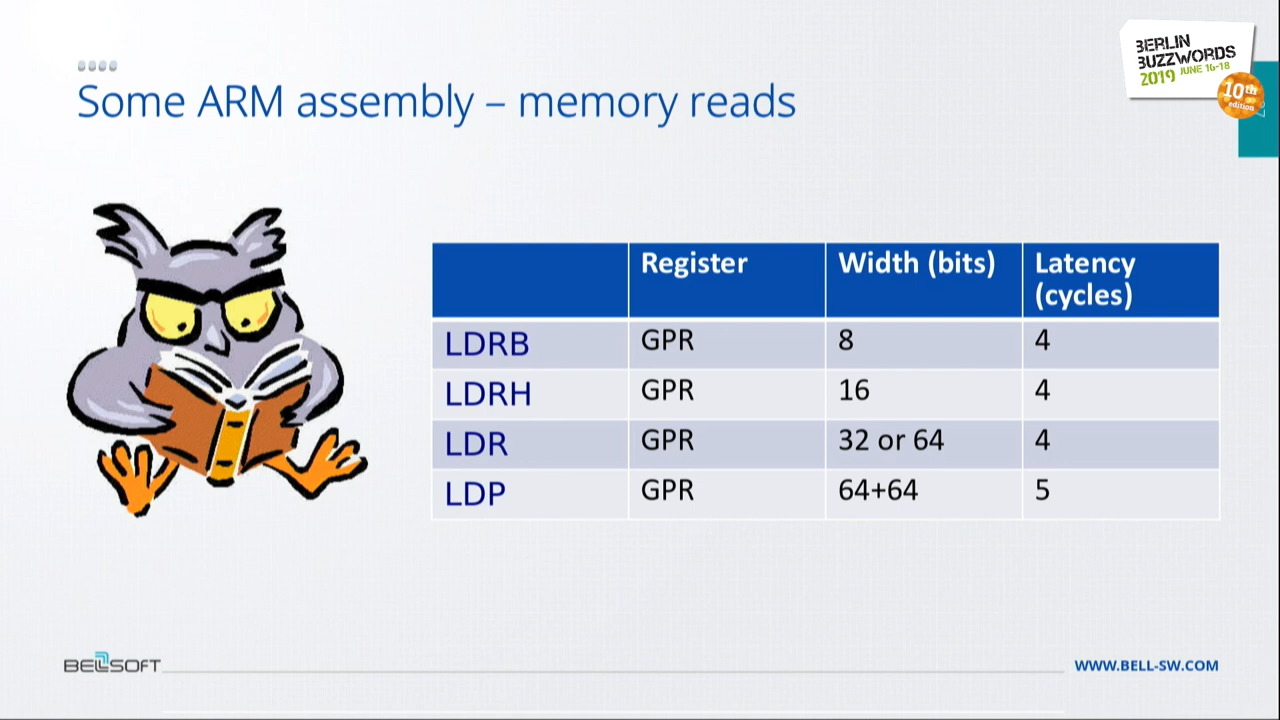 BERLIN
BUZZWORDS
2019 JUNE 16-18
10th
edition
Some ARM assembly – memory reads
Register Width (bits) Latency (cycles)
LDRB GPR 8 4
LDRH GPR 16 4
LDR GPR 32 or 64 4
LDP GPR 64+64 5
BELLSOFT
WWW.BELL-SW.COM